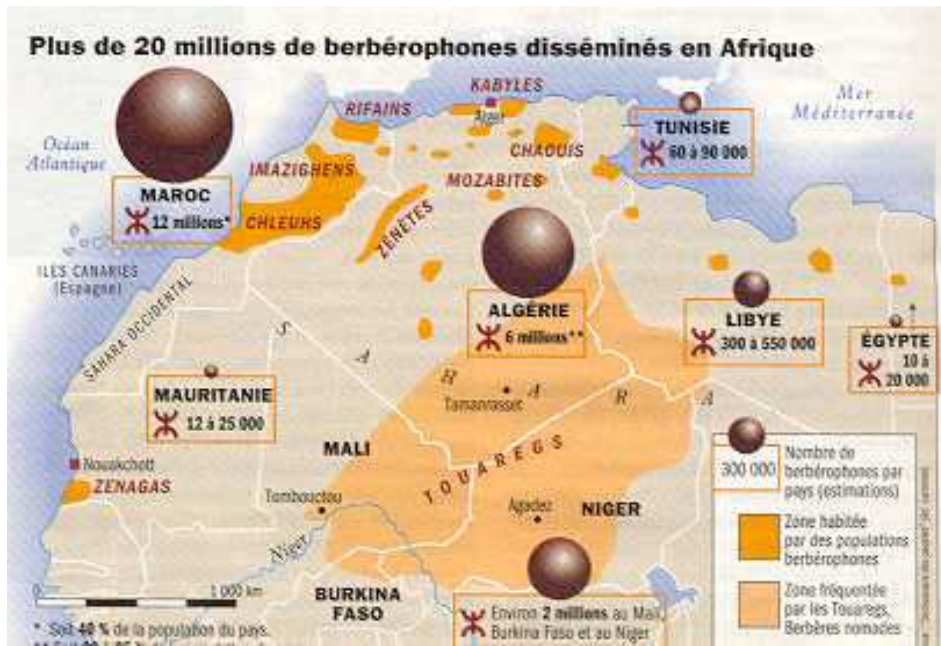 Plus de 20 millions de berbérophones disséminés en Afrique
KABYLES
Mer
Méditerranée
RIFAINS
Alger
TUNISIE
60 à 90 000
Océan
Atlantique
CHAOUIS
IMAZIGHENS
MOZABITES
MAROC
12 millions*
CHLEUHS
ZÉNÈTES
ILES CANARIES
(Espagne)
SAHARA OCCIDENTAL
ALGÉRIE
6 millions**
LIBYE
300 à 550 000
ÉGYPTE
10 à
20 000
SAHARA
MAURITANIE
12 à 25 000
Tamanrasset
MALI
TOUAREGS
Nouakchott
ZENAGAS
Tombouctou
Agadez
NIGER
Niger
300 000
Nombre de
berbérophones par
pays (estimations)
Zone habitée
par des populations
berbérophones
Zone fréquentée
par les Touaregs,
Berbères nomades
0
1 000 km
BURKINA
FASO
Environ 2 millions au Mali,
Burkina Faso et au Niger
* Soit 40 % de la population du pays.